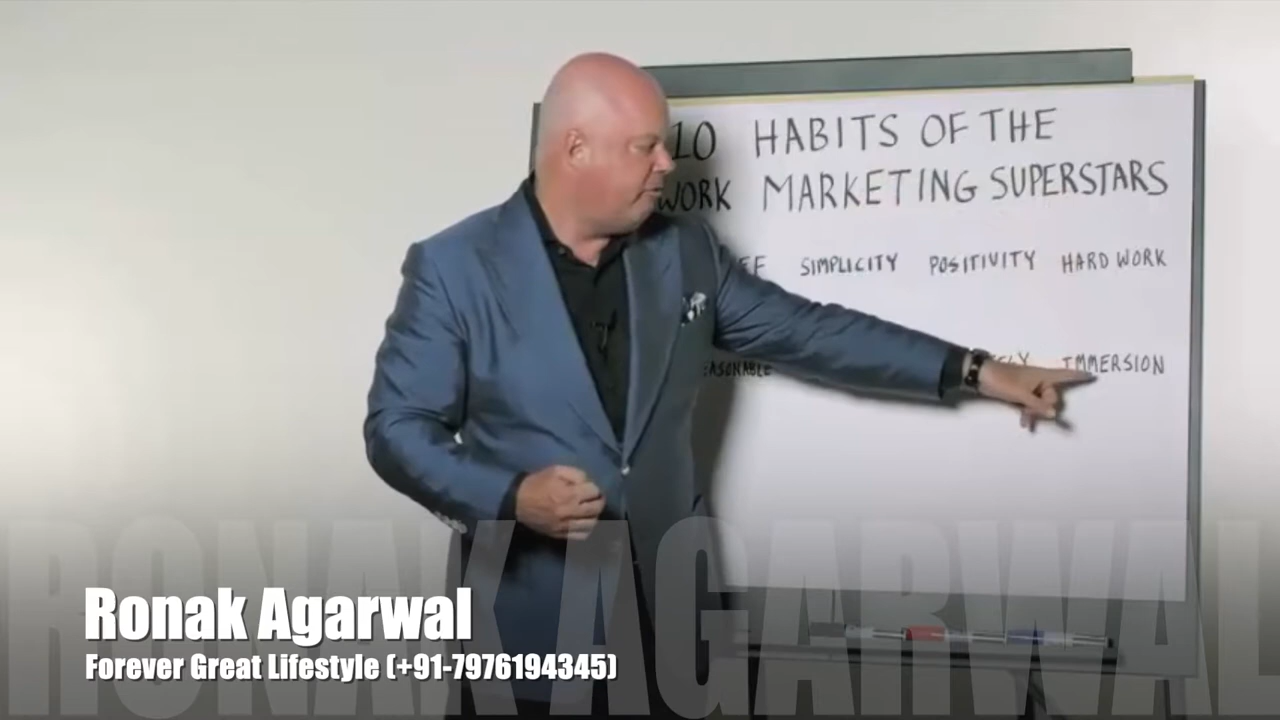 10 HABITS OF THE
WORK MARKETING SUPERSTARS
SIMPLICITY POSITIVITY HARD WORK
IMMERSION
Ronak Agarwal
Forever Great Lifestyle (+91-7976194345)
RONAK AGARWAL